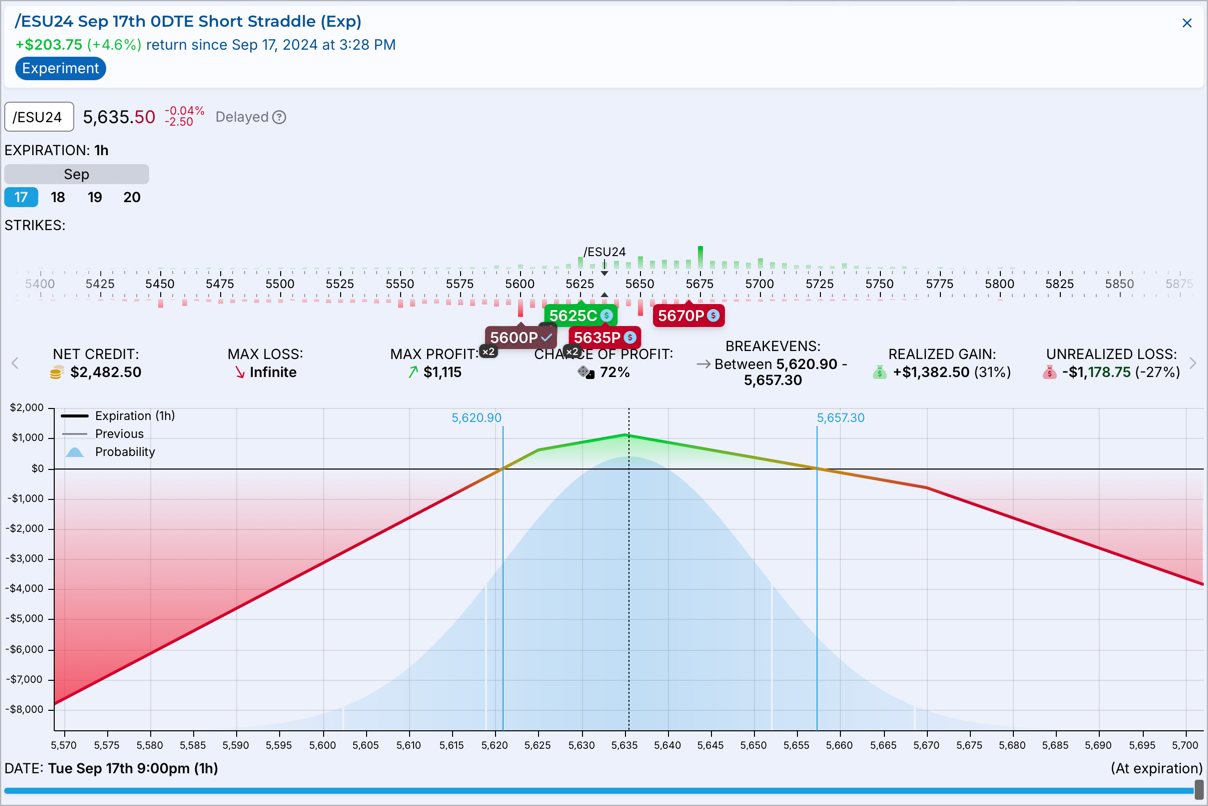 /ESU24 Sep 17th 0DTE Short Straddle (Exp)
+$203.75 (+4.6%) return since Sep 17, 2024 at 3:28 PM
Experiment
/ESU24 5,635.50 -0.04% -2.50 Delayed ?
EXPIRATION: 1h
Sep
17 18 19 20
STRIKES:
/ESU24
5400 5425 5450 5475 5500 5525 5550 5575 5600 5625 5650 5675 5700 5725 5750 5775 5800 5825 5850 5875
5625C $ 5670P $
5600P 5635P $
x2 x2
NET CREDIT:
$2,482.50
MAX LOSS:
Infinite
MAX PROFIT:
$1,115
CHANCE OF PROFIT:
72%
BREAKEVENS:
Between 5,620.90 -
5,657.30
REALIZED GAIN:
+$1,382.50 (31%)
UNREALIZED LOSS:
-$1,178.75 (-27%)
Expiration (1h)
Previous
Probability
5,620.90 5,657.30
$2,000
$1,000
$0
-$1,000
-$2,000
-$3,000
-$4,000
-$5,000
-$6,000
-$7,000
-$8,000
5,570 5,575 5,580 5,585 5,590 5,595 5,600 5,605 5,610 5,615 5,620 5,625 5,630 5,635 5,640 5,645 5,650 5,655 5,660 5,665 5,670 5,675 5,680 5,685 5,690 5,695 5,700
DATE: Tue Sep 17th 9:00pm (1h) (At expiration)